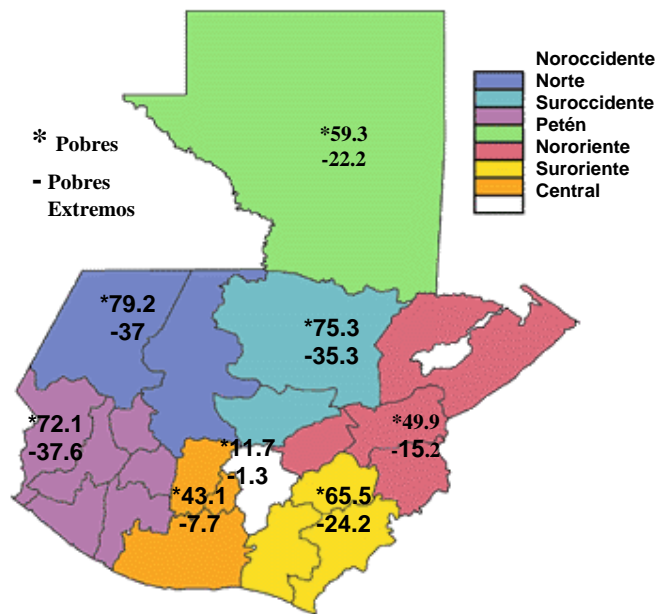 * Pobres
- Pobres
Extremos
Noroccidente
Norte
Suroccidente
Petén
Nororiente
Suroriente
Central
*59.3
-22.2
*79.2
-37
*75.3
-35.3
*72.1
-37.6
*11.7
-1.3
*49.9
-15.2
*43.1
-7.7
*65.5
-24.2